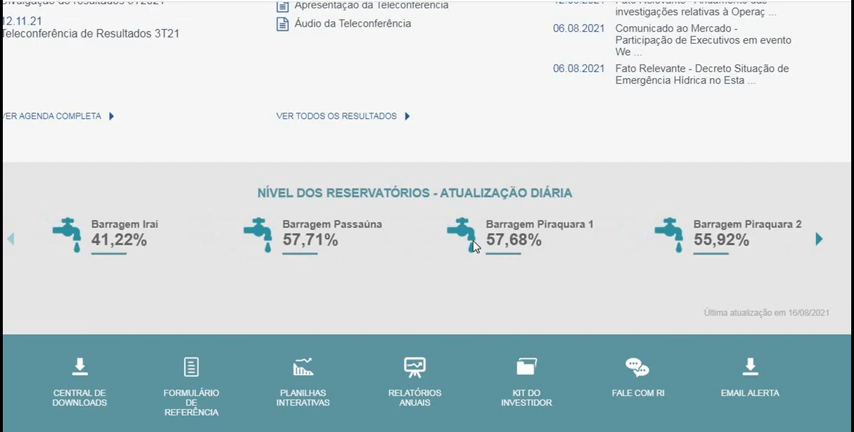 12.11.21
Teleconferência de Resultados 3T21
VER AGENDA COMPLETA
Apresentação da Teleconferência
Áudio da Teleconferência
VER TODOS OS RESULTADOS
investigações relativas à Operaç ...
06.08.2021 Comunicado ao Mercado -
Participação de Executivos em evento
We ...
06.08.2021 Fato Relevante - Decreto Situação de
Emergência Hídrica no Esta ...
NÍVEL DOS RESERVATÓRIOS - ATUALIZAÇÃO DIÁRIA
Barragem Iraí
41,22%
Barragem Passaúna
57,71%
Barragem Piraquara 1
57,68%
Barragem Piraquara 2
55,92%
Última atualização em 16/08/2021
CENTRAL DE
DOWNLOADS
FORMULÁRIO
DE
REFERÊNCIA
PLANILHAS
INTERATIVAS
RELATÓRIOS
ANUAIS
KIT DO
INVESTIDOR
FALE COM RI
EMAIL ALERTA